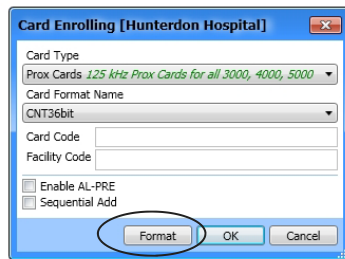 Card Enrolling [Hunterdon Hospital]
Card Type
Prox Cards 125 kHz Prox Cards for all 3000, 4000, 5000
Card Format Name
CNT36bit
Card Code
Facility Code
Enable AL-PRE
Sequential Add
Format OK Cancel